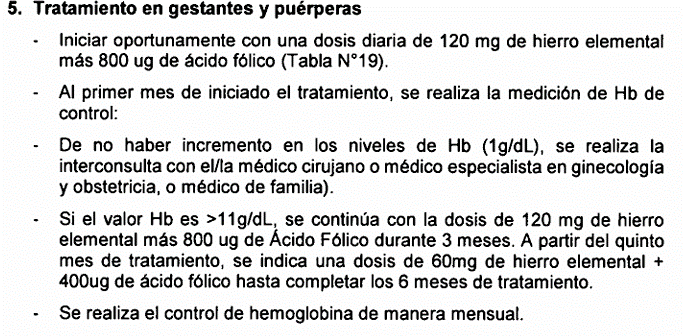 5. Tratamiento en gestantes y puérperas
- Iniciar oportunamente con una dosis diaria de 120 mg de hierro elemental
más 800 ug de ácido fólico (Tabla N°19).
- Al primer mes de iniciado el tratamiento, se realiza la medición de Hb de
control:
- De no haber incremento en los niveles de Hb (1g/dL), se realiza la
interconsulta con el/la médico cirujano o médico especialista en ginecología
y obstetricia, o médico de familia).
- Si el valor Hb es >11g/dL, se continúa con la dosis de 120 mg de hierro
elemental más 800 ug de Ácido Fólico durante 3 meses. A partir del quinto
mes de tratamiento, se indica una dosis de 60mg de hierro elemental +
400ug de ácido fólico hasta completar los 6 meses de tratamiento.
- Se realiza el control de hemoglobina de manera mensual.